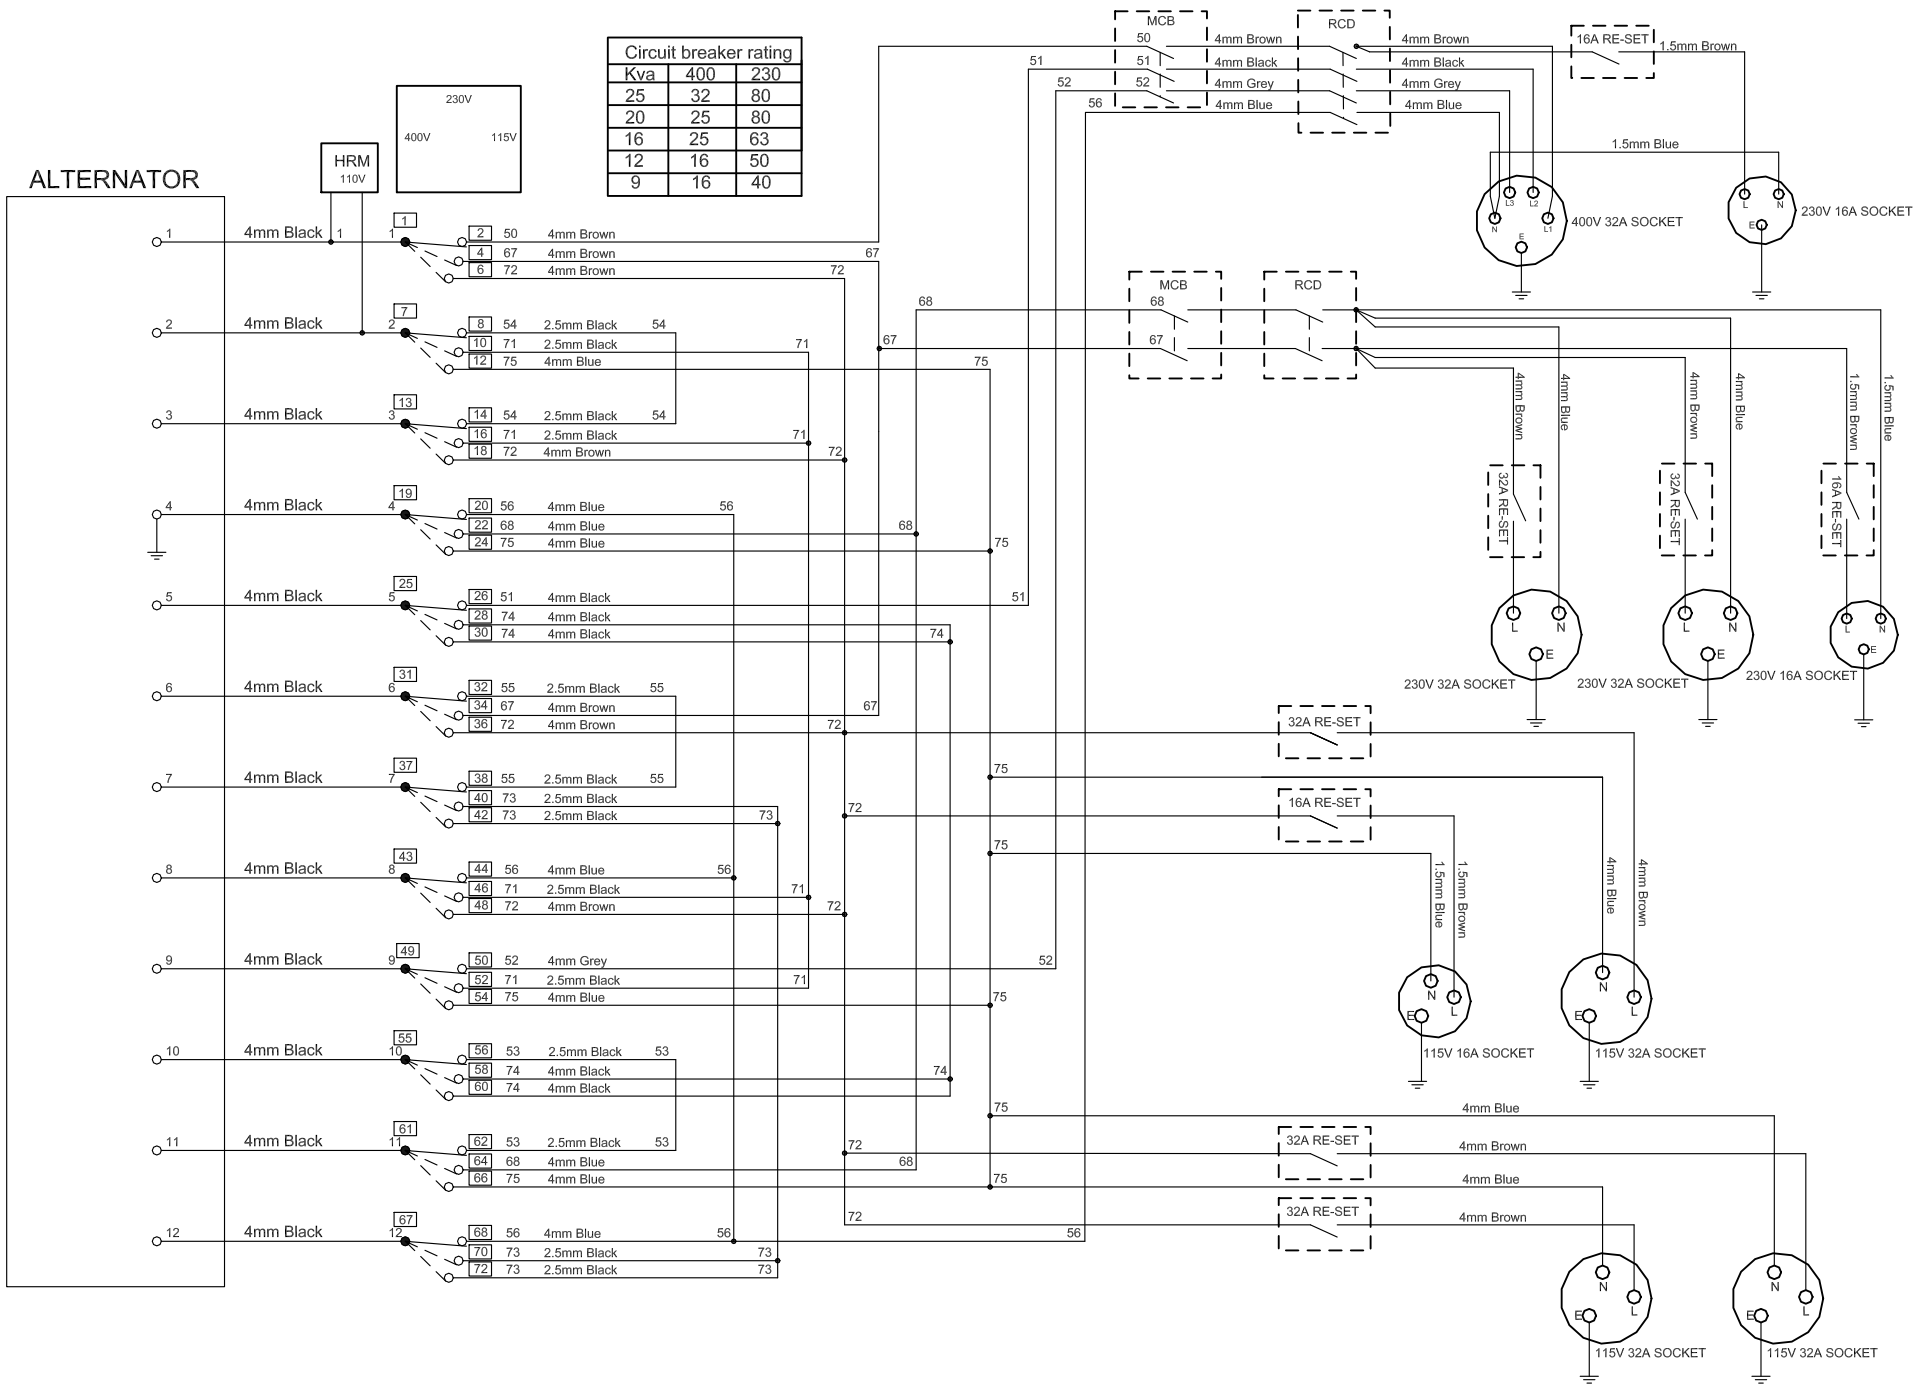 Circuit breaker rating
Kva 400 230
25 32 80
20 25 80
16 25 63
12 16 50
9 16 40
230V
400V 115V
HRM
110V
ALTERNATOR
1 4mm Black 1 1 1
2 50 4mm Brown
4 67 4mm Brown 67
6 72 4mm Brown 72
2 4mm Black 2 7
8 54 2.5mm Black 54
10 71 2.5mm Black 71
12 75 4mm Blue 75
3 4mm Black 3 13
14 54 2.5mm Black 54
16 71 2.5mm Black 71
18 72 4mm Brown 72
4 4mm Black 4 19
20 56 4mm Blue 56
22 68 4mm Blue 68
24 75 4mm Blue 75
5 4mm Black 5 25
26 51 4mm Black 51
28 74 4mm Black
30 74 4mm Black 74
6 4mm Black 6 31
32 55 2.5mm Black 55
34 67 4mm Brown 67
36 72 4mm Brown 72
7 4mm Black 7 37
38 55 2.5mm Black 55
40 73 2.5mm Black
42 73 2.5mm Black 73
8 4mm Black 8 43
44 56 4mm Blue 56
46 71 2.5mm Black 71
48 72 4mm Brown 72
9 4mm Black 9 49
50 52 4mm Grey 52
52 71 2.5mm Black 71
54 75 4mm Blue 75
10 4mm Black 10 55
56 53 2.5mm Black 53
58 74 4mm Black 74
60 74 4mm Black
11 4mm Black 11 61
62 53 2.5mm Black 53
64 68 4mm Blue 68
66 75 4mm Blue 75
12 4mm Black 12 67
68 56 4mm Blue 56 56
70 73 2.5mm Black 73
72 73 2.5mm Black 73
MCB RCD
50 4mm Brown 4mm Brown
51 51 4mm Black 4mm Black
52 52 4mm Grey 4mm Grey
56 4mm Blue 4mm Blue
16A RE-SET 1.5mm Brown
1.5mm Blue
L3 L2
N L1
E
400V 32A SOCKET
L N
E
230V 16A SOCKET
MCB RCD
68 68
67 67
4mm Brown
4mm Blue
4mm Brown
4mm Blue
1.5mm Brown
1.5mm Blue
32A RE-SET
32A RE-SET
16A RE-SET
L N
E
230V 32A SOCKET
L N
E
230V 32A SOCKET
L N
E
230V 16A SOCKET
32A RE-SET
75
72 16A RE-SET
75
1.5mm Blue
1.5mm Brown
4mm Blue
4mm Brown
N
L
E
115V 16A SOCKET
N
L
E
115V 32A SOCKET
75 4mm Blue
72 32A RE-SET 4mm Brown
4mm Blue
72 32A RE-SET 4mm Brown
N
L
E
115V 32A SOCKET
N
L
E
115V 32A SOCKET